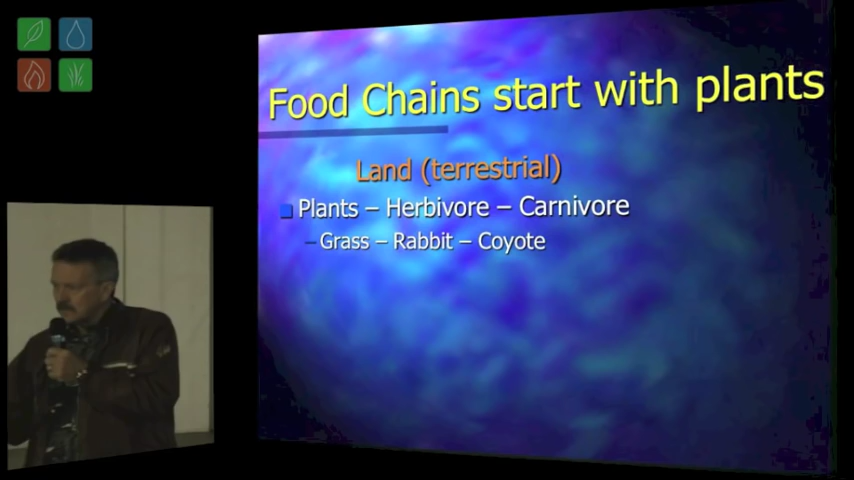 Food Chains start with plants
Land (terrestrial)
Plants – Herbivore – Carnivore
– Grass – Rabbit – Coyote